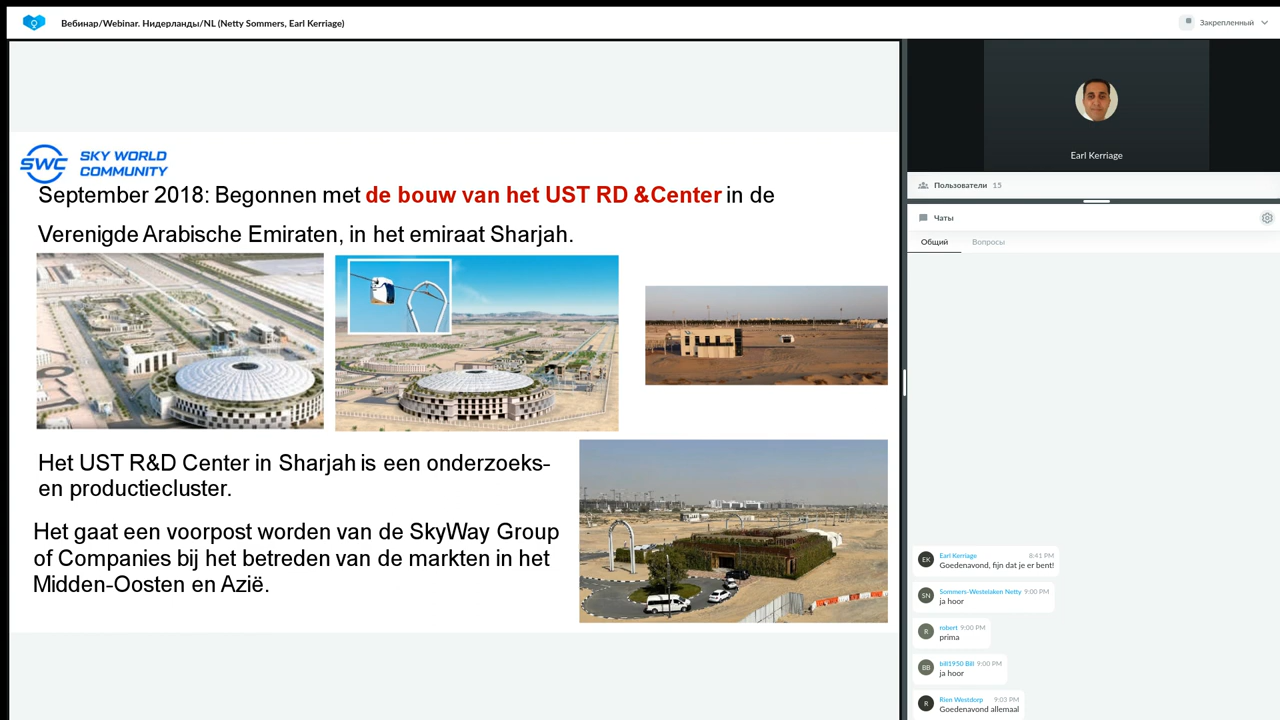 Вебинар/Webinar. Нидерланды/NL (Netty Sommers, Earl Kerriage)
Закрепленный
SWC SKY WORLD
COMMUNITY
September 2018: Begonnen met de bouw van het UST RD &Center in de
Verenigde Arabische Emiraten, in het emiraat Sharjah.
Het UST R&D Center in Sharjah is een onderzoeks-
en productiecluster.
Het gaat een voorpost worden van de SkyWay Group
of Companies bij het betreden van de markten in het
Midden-Oosten en Azië.
Earl Kerriage
Пользователи 15
Чаты
Общий Вопросы
EK Earl Kerriage 8:41 PM
Goedenavond, fijn dat je er bent!
SN Sommers-Westelaken Netty 9:00 PM
ja hoor
R robert 9:00 PM
prima
BB bill1950 Bill 9:00 PM
ja hoor
R Rien Westdorp 9:03 PM
Goedenavond allemaal